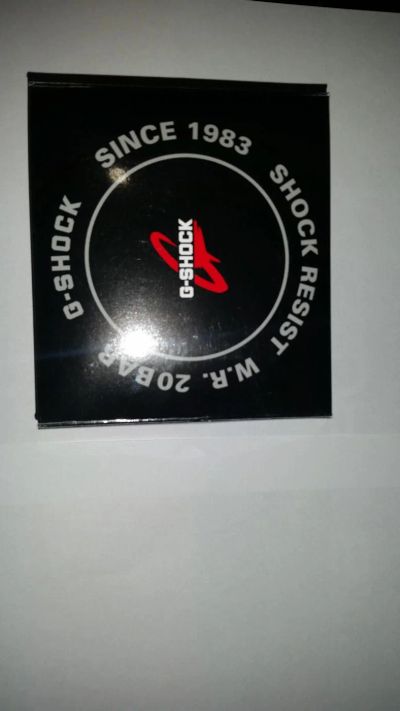 G-SHOCK
SINCE 1983
SHOCK RESIST
W.R. 20BAR
G-SHOCK